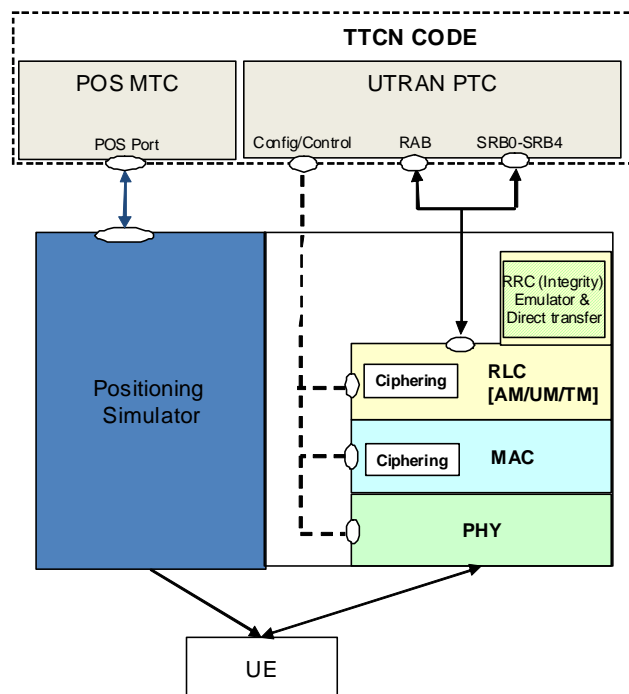 TTCN CODE
POS MTC
UTRAN PTC
POS Port
Config/Control
RAB
SRB0-SRB4
RRC (Integrity)
Emulator &
Direct transfer
Positioning
Simulator
Ciphering
RLC
[AM/UM/TM]
Ciphering
MAC
PHY
UE